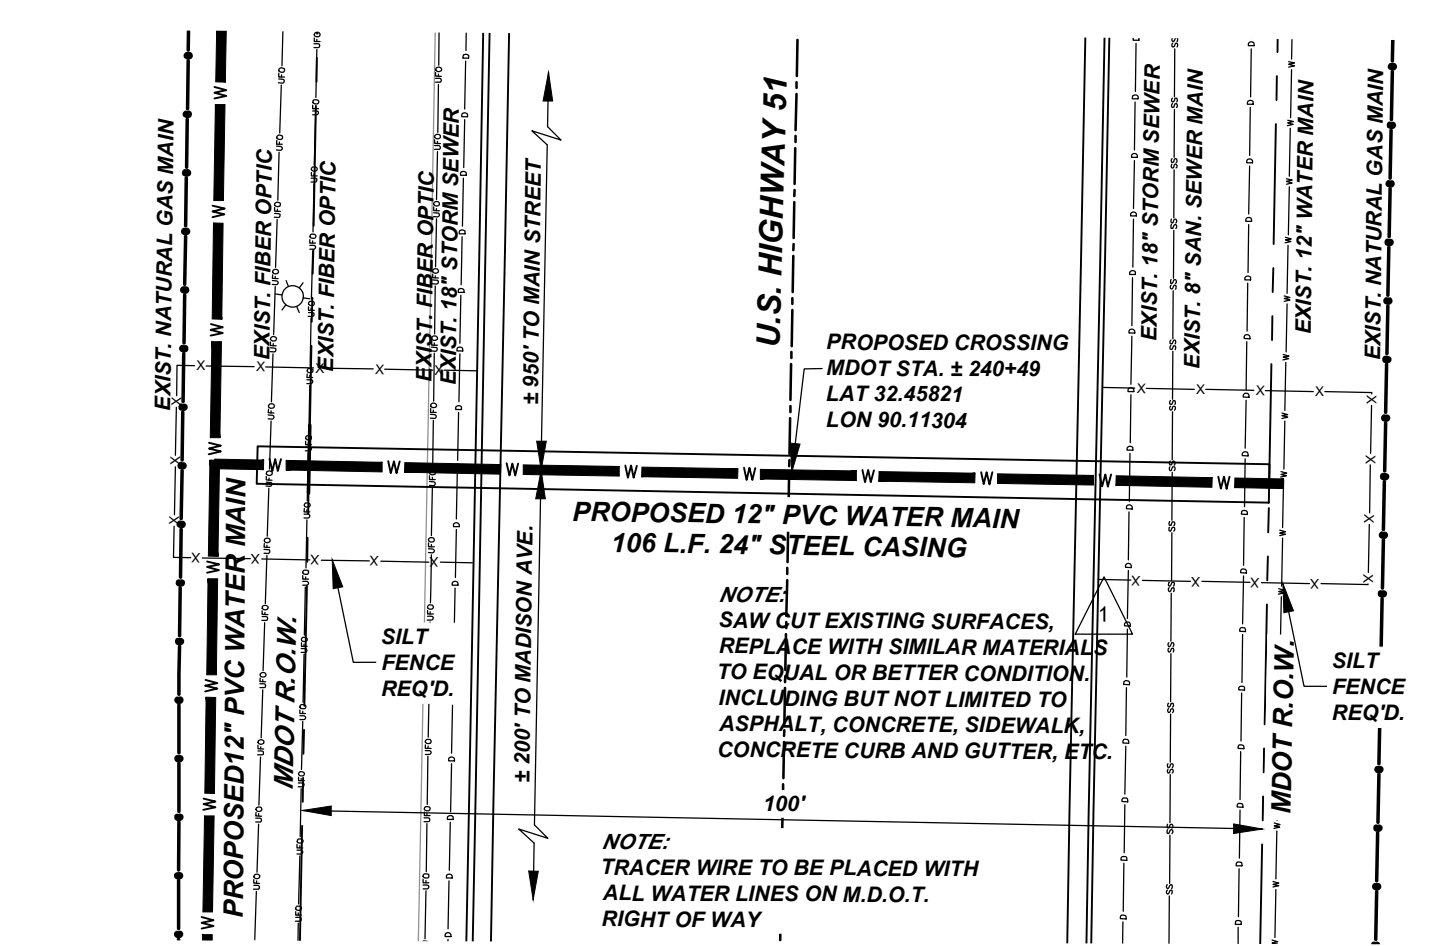 EXIST. NATURAL GAS MAIN
EXIST. FIBER OPTIC
EXIST. FIBER OPTIC
EXIST. FIBER OPTIC
EXIST. 18" STORM SEWER
± 950' TO MAIN STREET
U.S. HIGHWAY 51
EXIST. 18" STORM SEWER
EXIST. 8" SAN. SEWER MAIN
EXIST. 12" WATER MAIN
EXIST. NATURAL GAS MAIN
PROPOSED CROSSING
MDOT STA. ± 240+49
LAT 32.45821
LON 90.11304
W W W W W W W W W
PROPOSED 12" PVC WATER MAIN
106 L.F. 24" STEEL CASING
PROPOSED12" PVC WATER MAIN
MDOT R.O.W.
SILT
FENCE
REQ'D.
± 200' TO MADISON AVE.
NOTE:
SAW CUT EXISTING SURFACES,
REPLACE WITH SIMILAR MATERIALS
TO EQUAL OR BETTER CONDITION.
INCLUDING BUT NOT LIMITED TO
ASPHALT, CONCRETE, SIDEWALK,
CONCRETE CURB AND GUTTER, ETC.
1
MDOT R.O.W.
SILT
FENCE
REQ'D.
100'
NOTE:
TRACER WIRE TO BE PLACED WITH
ALL WATER LINES ON M.D.O.T.
RIGHT OF WAY